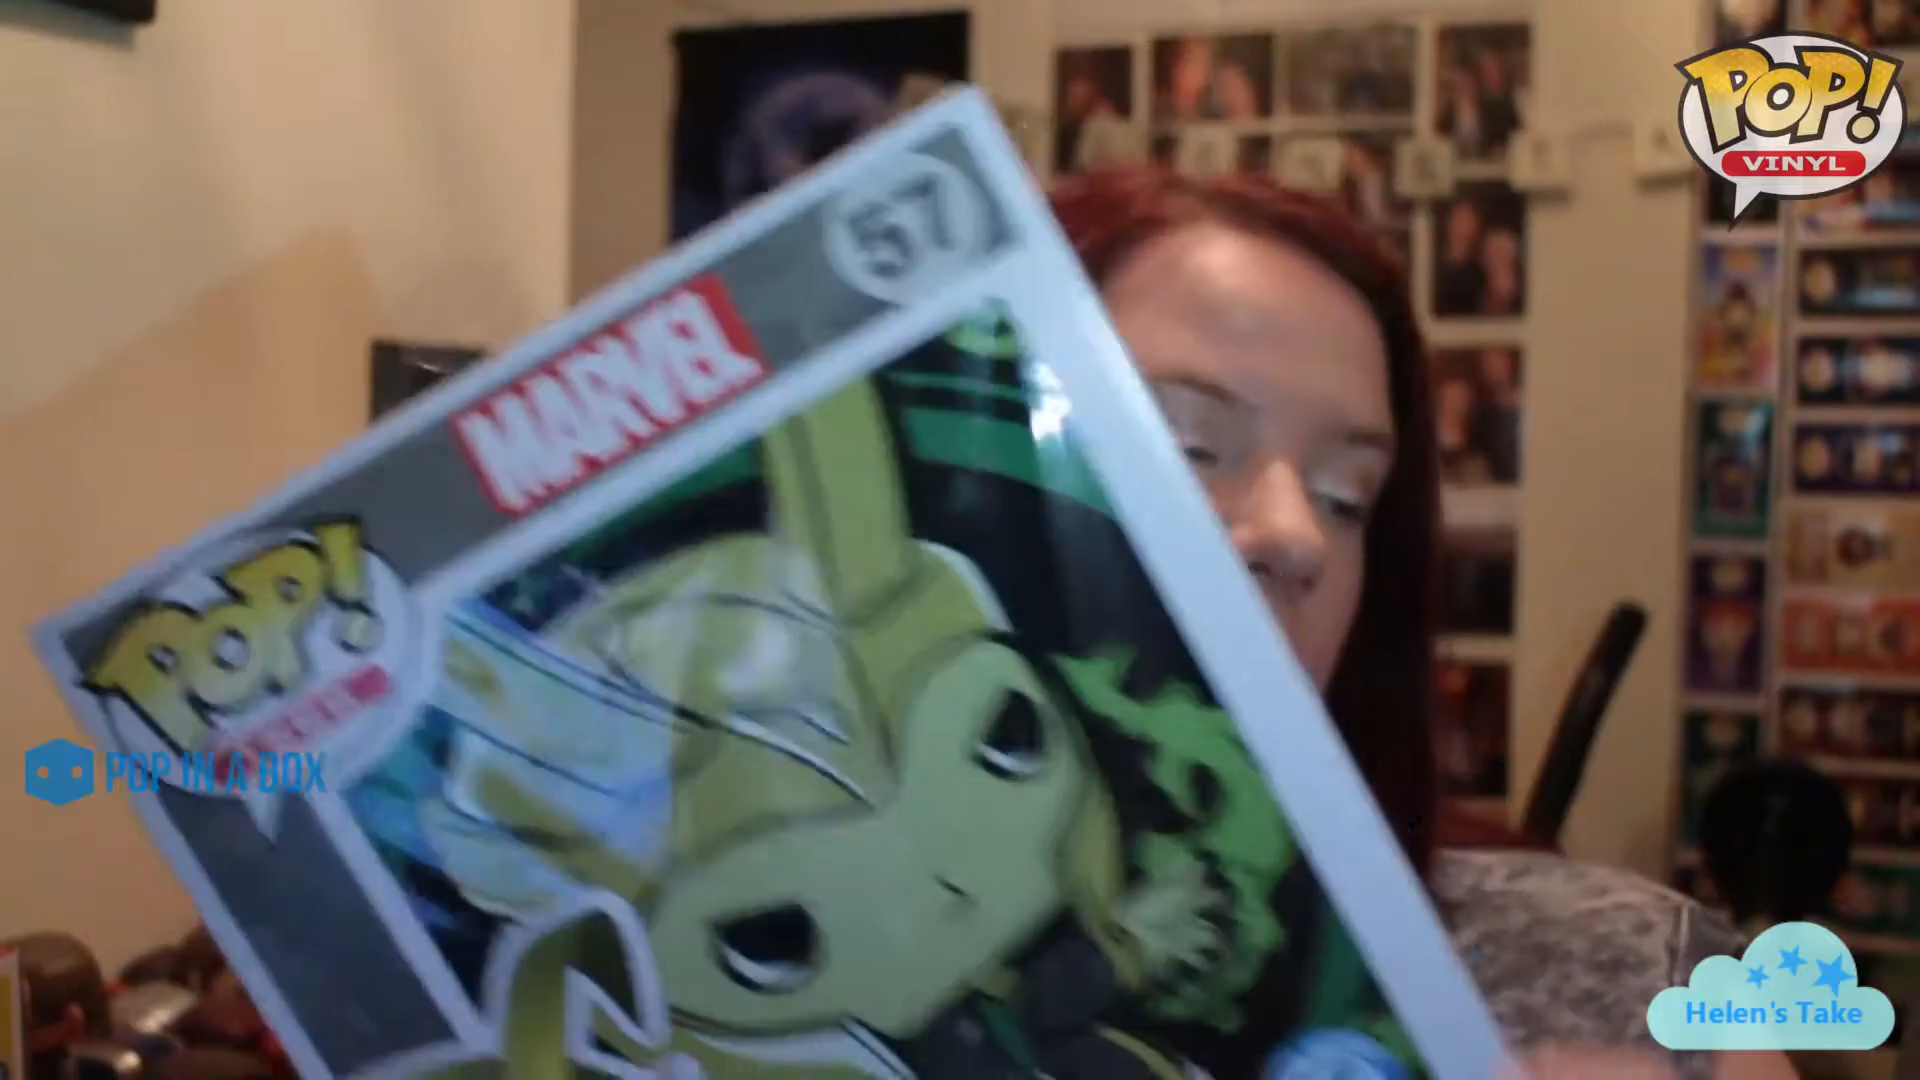 POP!
VINYL
57
MARVEL
POP!
POP IN A BOX
Helen's Take